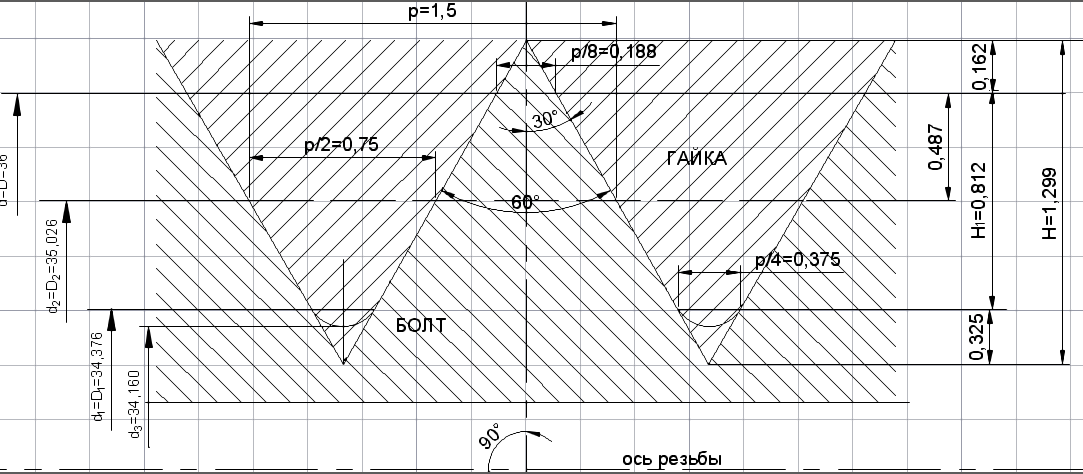 p=1,5
p/8=0,188
0,162
30°
d=D=36
p/2=0,75
ГАЙКА
0,487
H1=0,812
H=1,299
60°
d2=D2=35,026
p/4=0,375
БОЛТ
0,325
d1=D1=34,376
d3=34,160
90°
ось резьбы